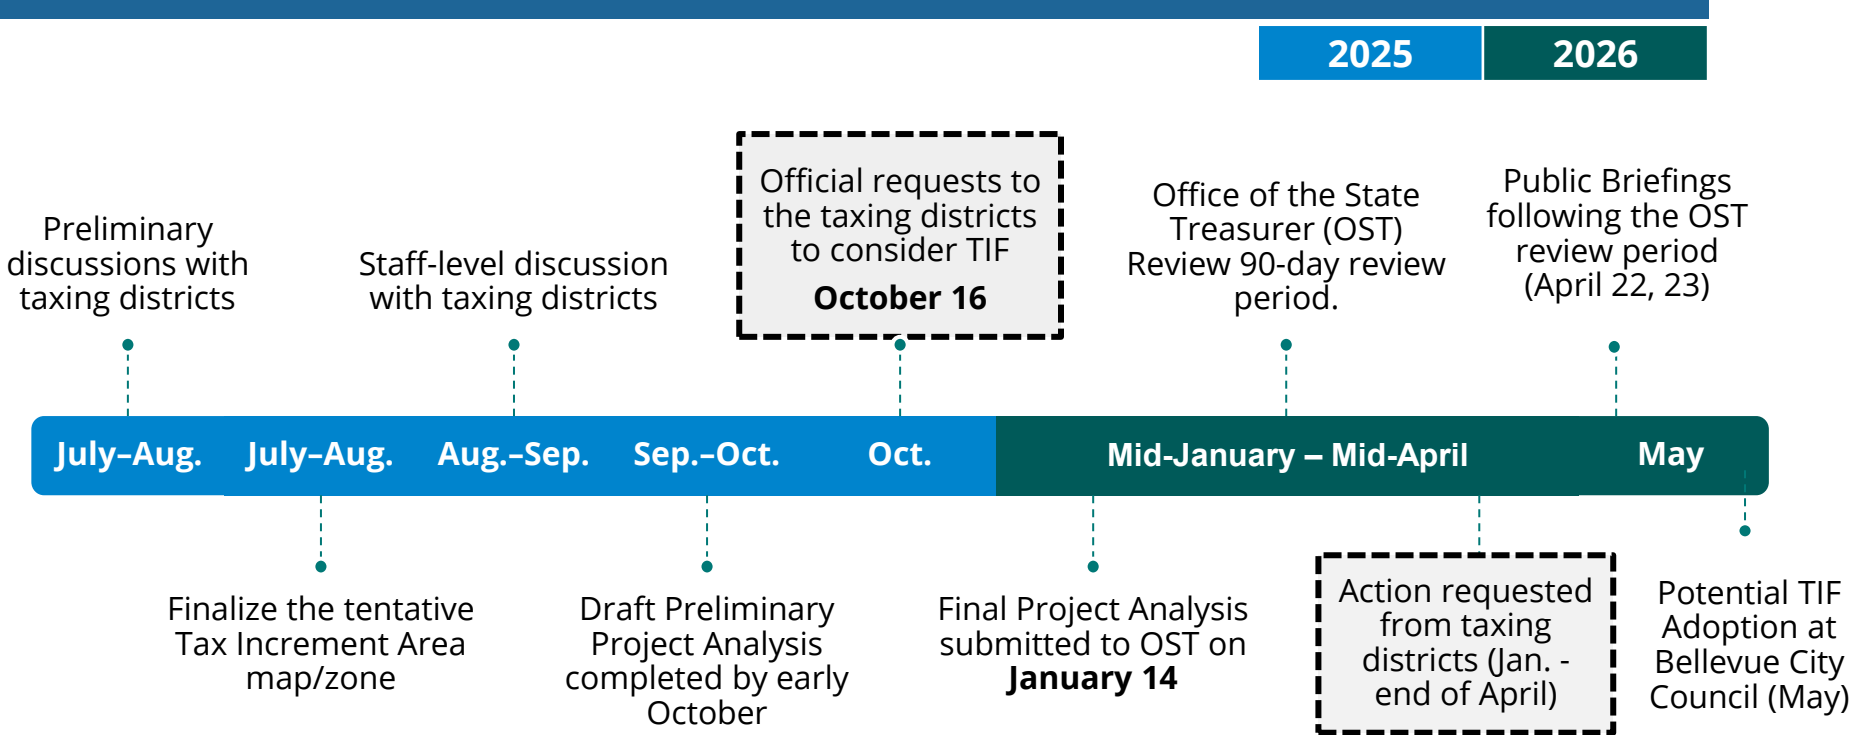 2025
2026
Preliminary
discussions with
taxing districts
Staff-level discussion
with taxing districts
Official requests to
the taxing districts
to consider TIF
October 16
Office of the State
Treasurer (OST)
Review 90-day review
period.
Public Briefings
following the OST
review period
(April 22, 23)
July–Aug.
July–Aug.
Aug.–Sep.
Sep.–Oct.
Oct.
Mid-January – Mid-April
May
Finalize the tentative
Tax Increment Area
map/zone
Draft Preliminary
Project Analysis
completed by early
October
Final Project Analysis
submitted to OST on
January 14
Action requested
from taxing
districts (Jan. -
end of April)
Potential TIF
Adoption at
Bellevue City
Council (May)